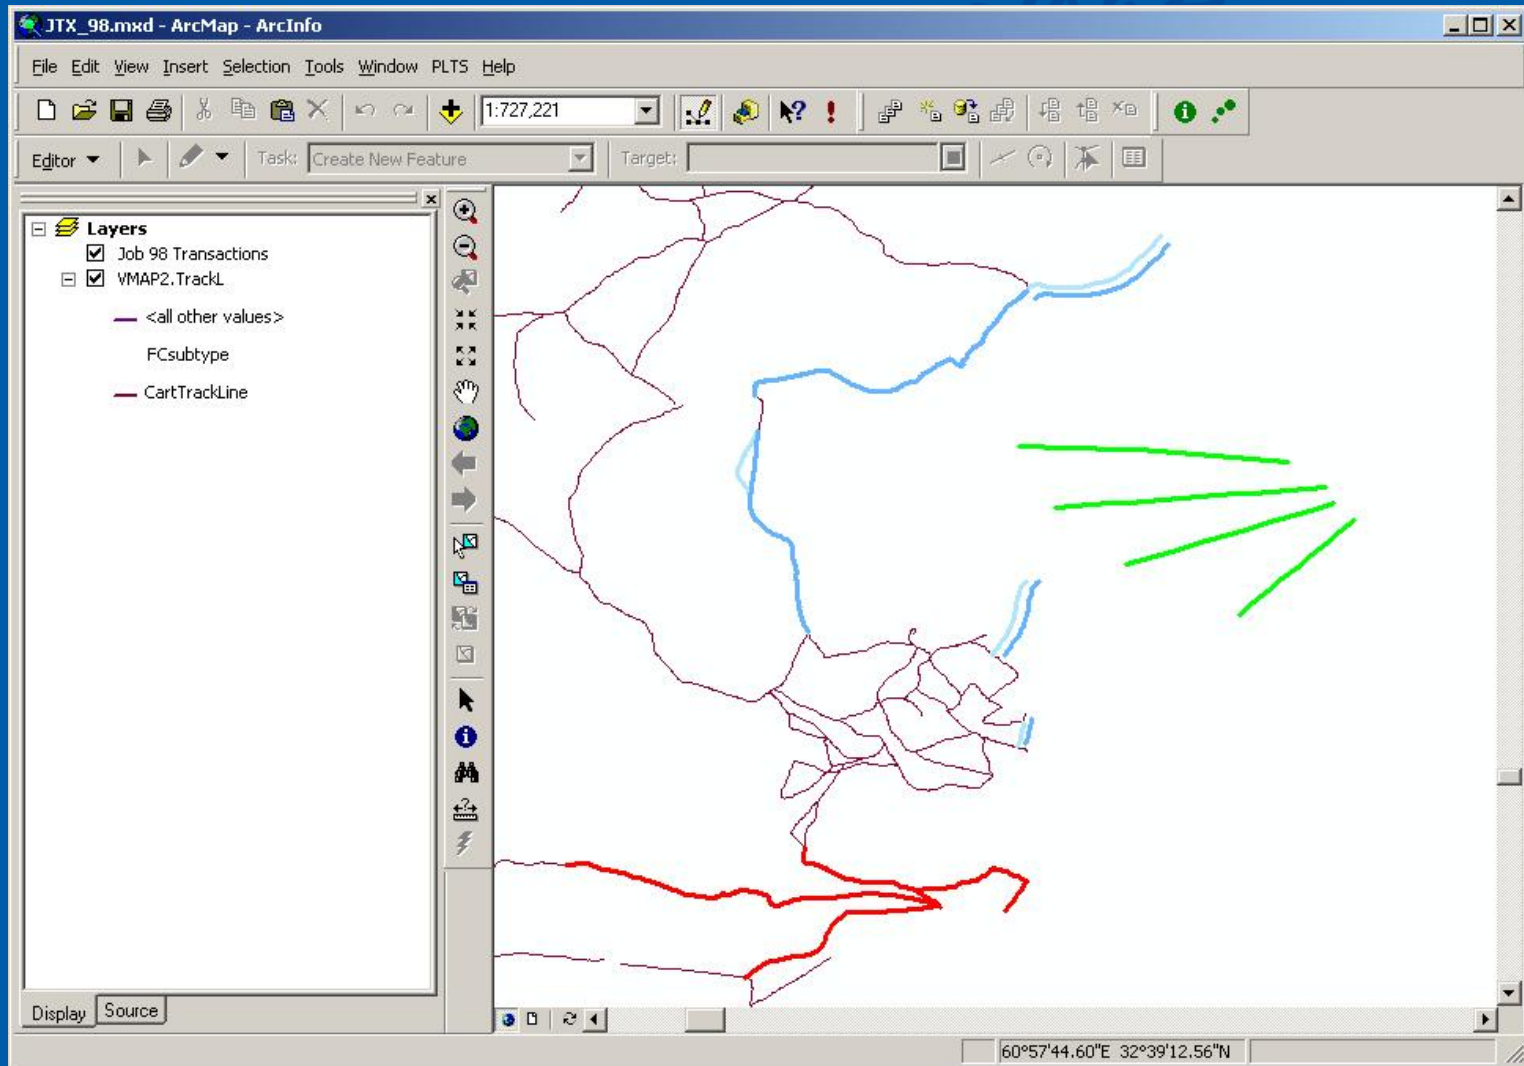 JTX_98.mxd - ArcMap - ArcInfo
File Edit View Insert Selection Tools Window PLTS Help
1:727,221
Editor Task: Create New Feature Target:
Layers
Job 98 Transactions
VMAP2.TrackL
<all other values>
FCsubtype
CartTrackLine
Display Source
60°57'44.60"E 32°39'12.56"N